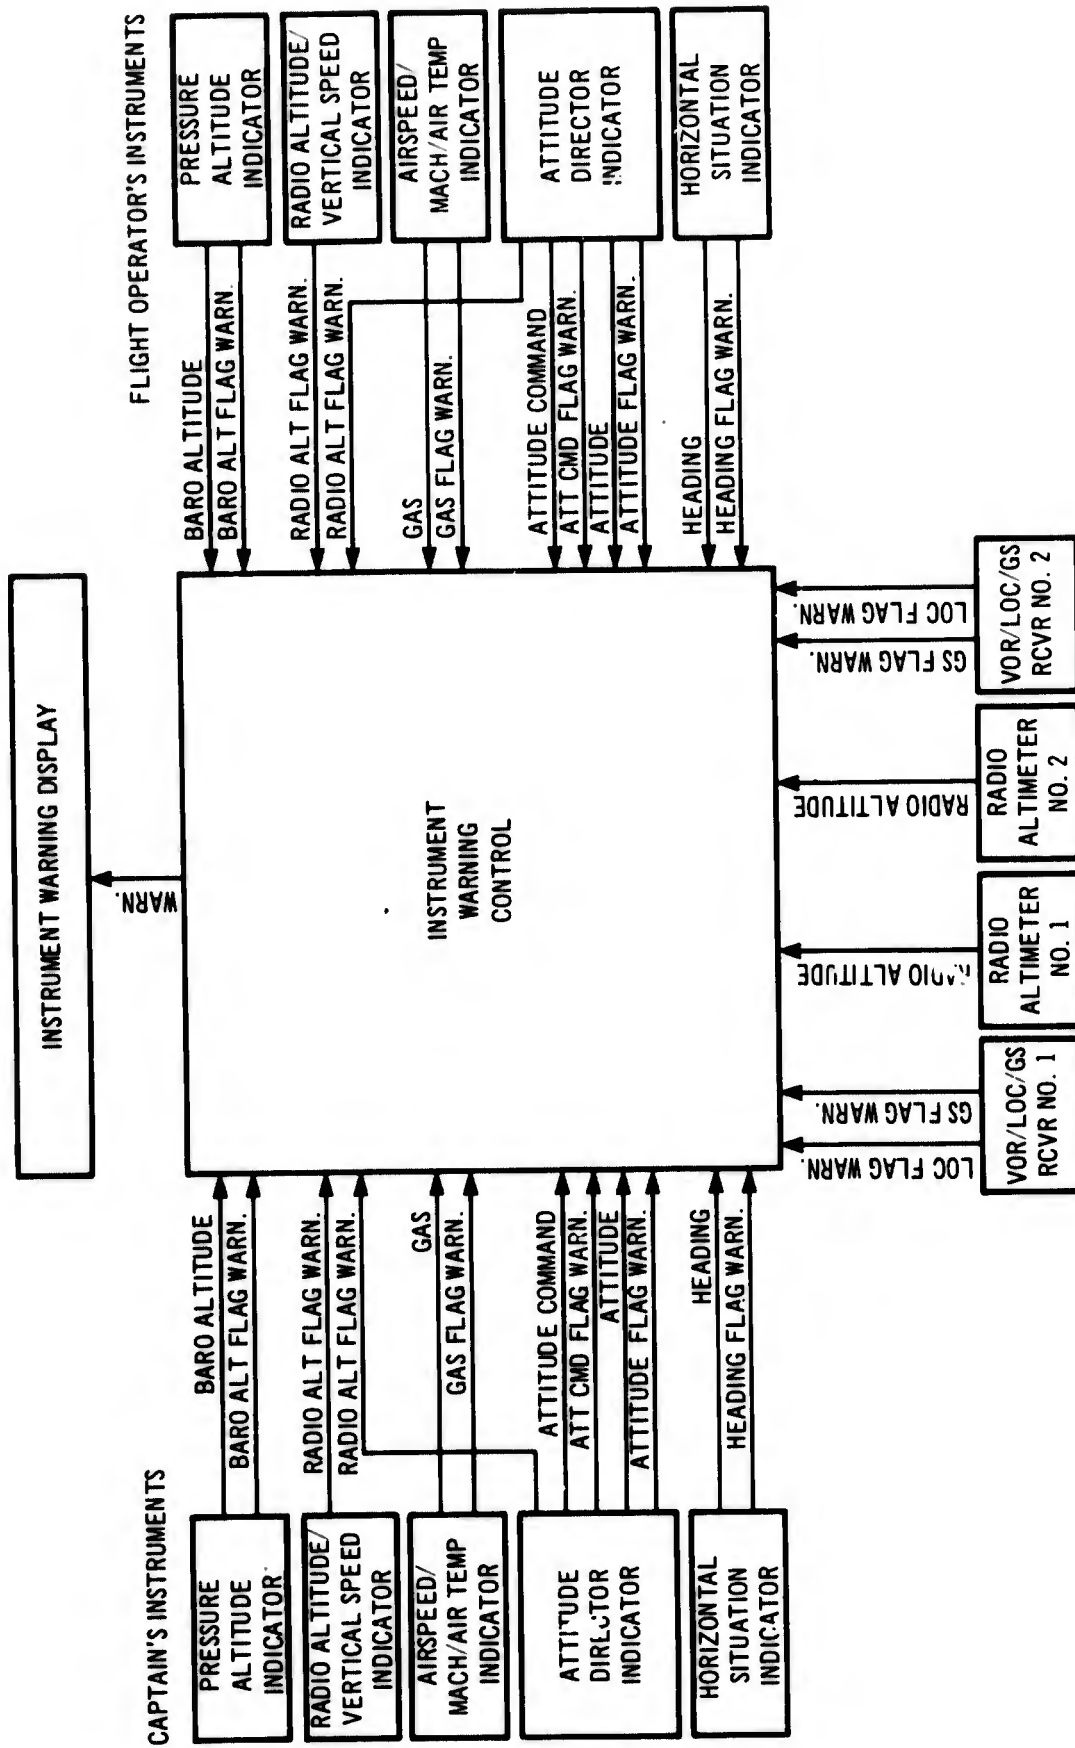 INSTRUMENT WARNING DISPLAY
WARN.
CAPTAIN'S INSTRUMENTS
FLIGHT OPERATOR'S INSTRUMENTS
PRESSURE
ALTITUDE
INDICATOR
BARO ALTITUDE
BARO ALT FLAG WARN.
RADIO ALTITUDE/
VERTICAL SPEED
INDICATOR
RADIO ALT FLAG WARN.
RADIO ALT FLAG WARN.
AIRSPEED/
MACH/AIR TEMP
INDICATOR
GAS
GAS FLAG WARN.
ATTITUDE
DIRECTOR
INDICATOR
ATTITUDE COMMAND
ATT CMD FLAG WARN.
ATTITUDE
ATTITUDE FLAG WARN.
HORIZONTAL
SITUATION
INDICATOR
HEADING
HEADING FLAG WARN.
INSTRUMENT
WARNING
CONTROL
BARO ALTITUDE
BARO ALT FLAG WARN.
PRESSURE
ALTITUDE
INDICATOR
RADIO ALT FLAG WARN.
RADIO ALT FLAG WARN.
RADIO ALTITUDE/
VERTICAL SPEED
INDICATOR
GAS
GAS FLAG WARN.
AIRSPEED/
MACH/AIR TEMP
INDICATOR
ATTITUDE COMMAND
ATT CMD FLAG WARN.
ATTITUDE
ATTITUDE FLAG WARN.
ATTITUDE
DIRECTOR
INDICATOR
HEADING
HEADING FLAG WARN.
HORIZONTAL
SITUATION
INDICATOR
LOC FLAG WARN.
GS FLAG WARN.
RADIO ALTITUDE
RADIO ALTITUDE
GS FLAG WARN.
LOC FLAG WARN.
VOR/LOC/GS
RCVR NO. 1
RADIO
ALTIMETER
NO. 1
RADIO
ALTIMETER
NO. 2
VOR/LOC/GS
RCVR NO. 2